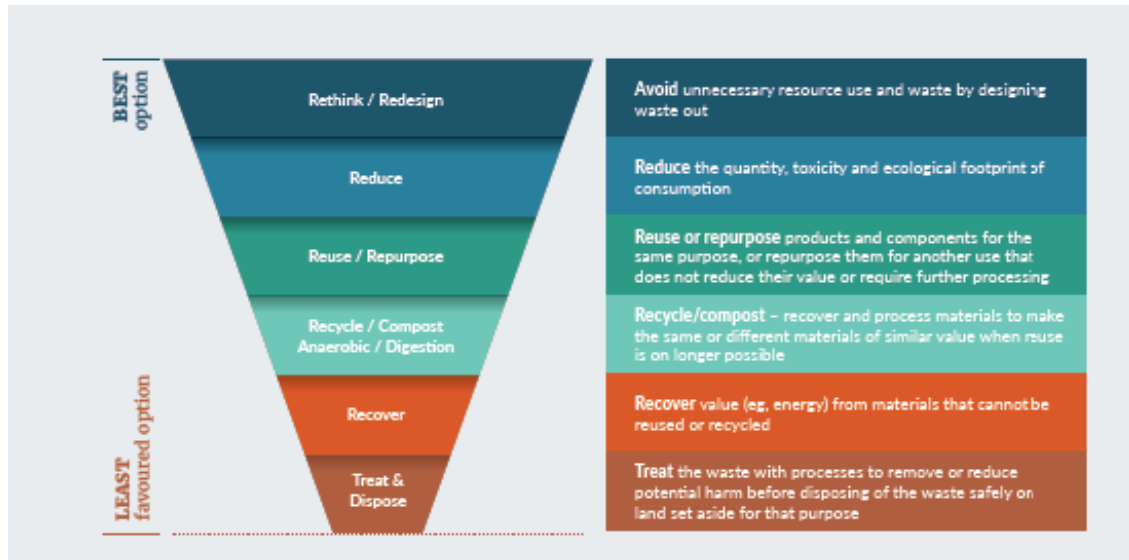 BEST
option
Rethink / Redesign
Avoid unnecessary resource use and waste by designing
waste out
Reduce
Reduce the quantity, toxicity and ecological footprint of
consumption
Reuse / Repurpose
Reuse or repurpose products and components for the
same purpose, or repurpose them for another use that
does not reduce their value or require further processing
Recycle / Compost
Anaerobic / Digestion
Recycle/compost – recover and process materials to make
the same or different materials of similar value when reuse
is on longer possible
Recover
Recover value (eg, energy) from materials that cannot be
reused or recycled
LEAST
favoured option
Treat &
Dispose
Treat the waste with processes to remove or reduce
potential harm before disposing of the waste safely on
land set aside for that purpose